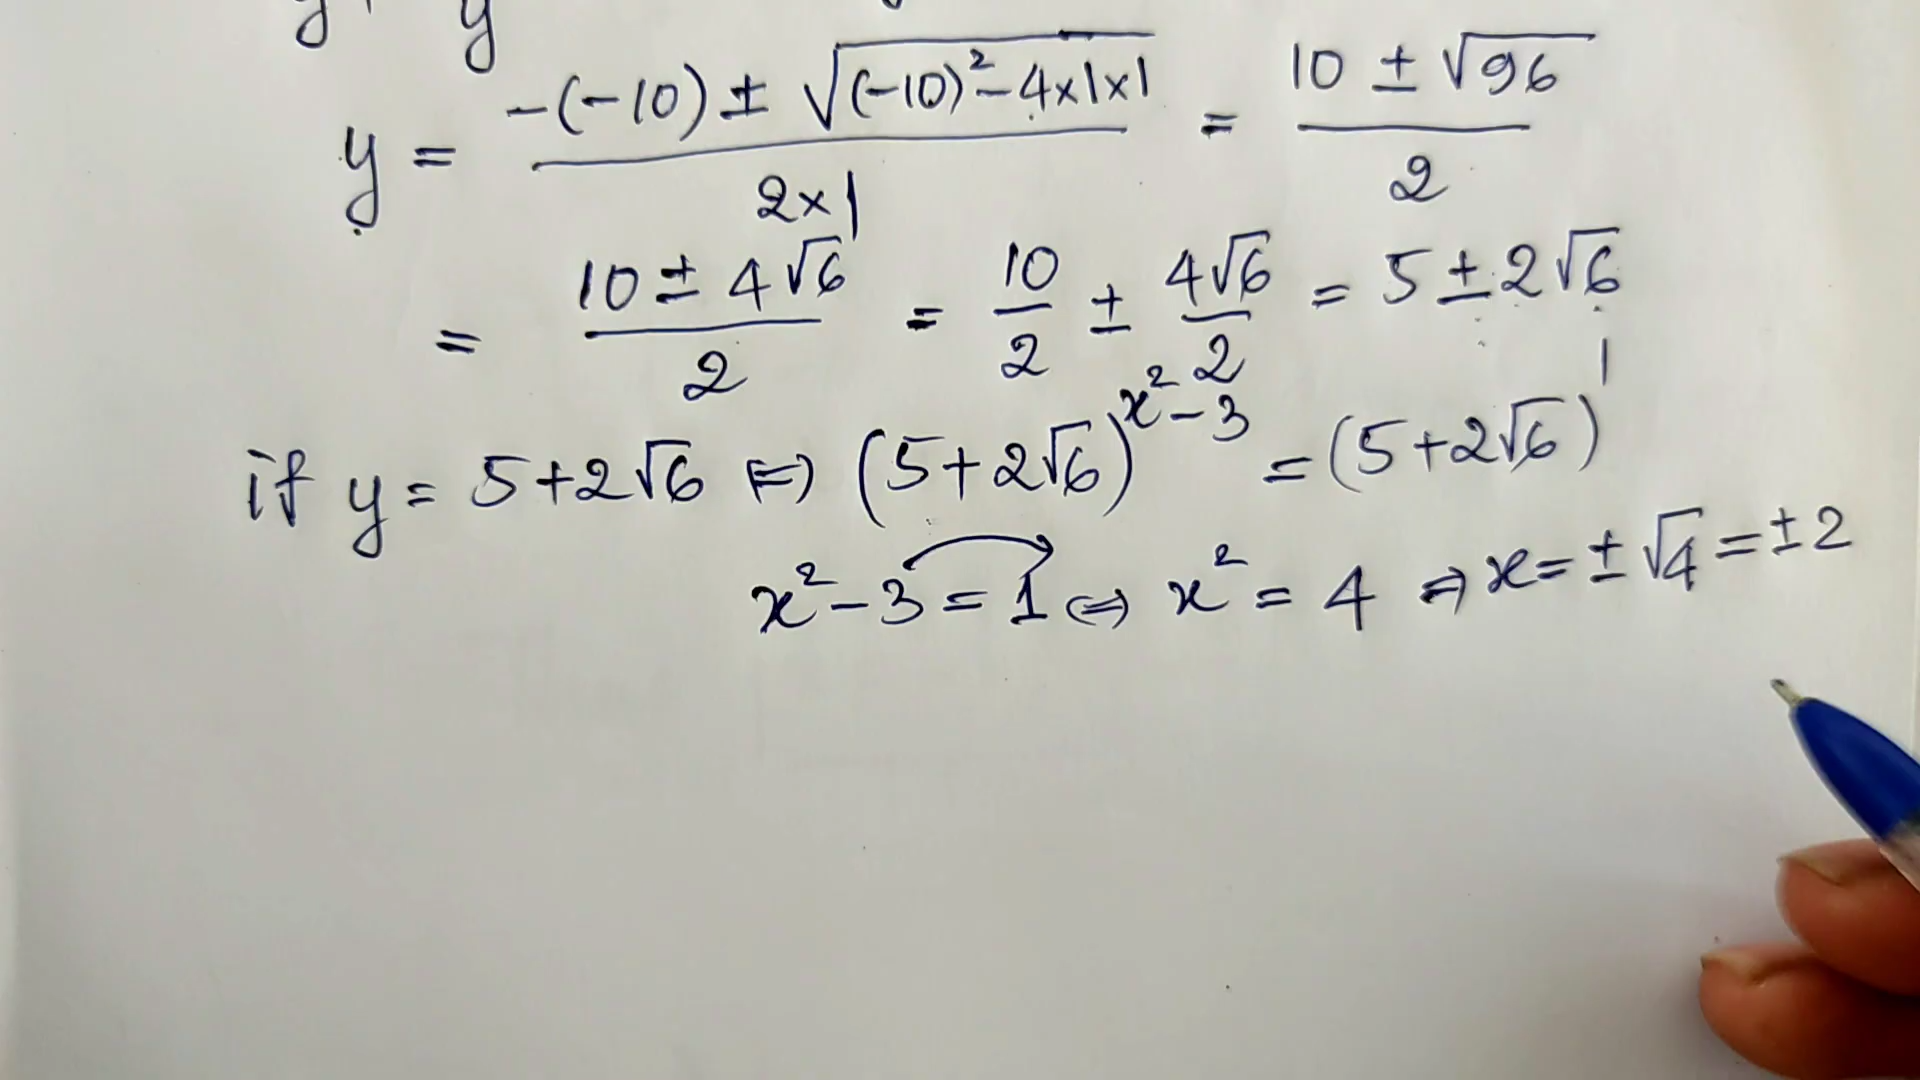 y = (-(-10) ± √((-10)² - 4×1×1)) / (2×1) = (10 ± √96) / 2
= (10 ± 4√6) / 2 = 10/2 ± 4√6/2 = 5 ± 2√6
if y = 5+2√6 ⇔ (5+2√6)^(x²-3) = (5+2√6)^1
x² - 3 = 1 ⇔ x² = 4 ⇒ x = ± √4 = ± 2